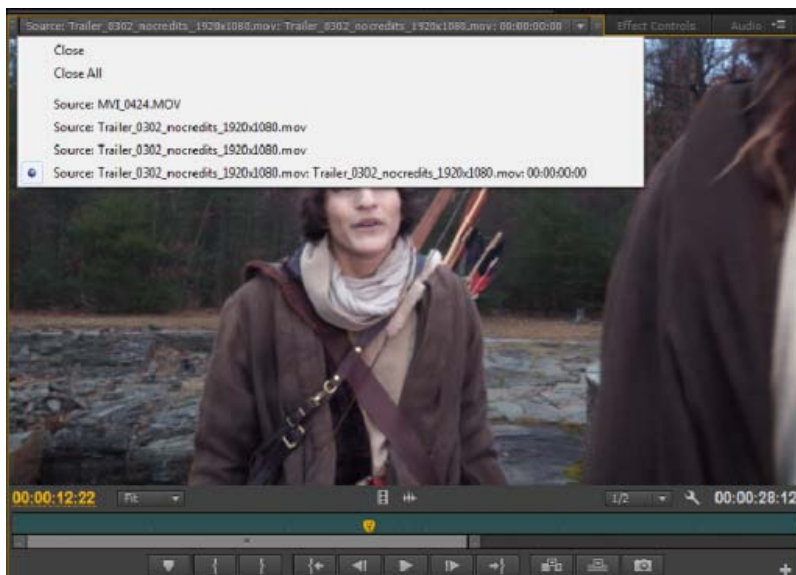 Source: Trailer_0302_nocredits_1920x1080.mov: Trailer_0302_nocredits_1920x1080.mov: 00:00:00:00
Effect Controls
Audio
Close
Close All
Source: MVI_0424.MOV
Source: Trailer_0302_nocredits_1920x1080.mov
Source: Trailer_0302_nocredits_1920x1080.mov
Source: Trailer_0302_nocredits_1920x1080.mov: Trailer_0302_nocredits_1920x1080.mov: 00:00:00:00
00:00:12:22
Fit
1/2
00:00:28:12